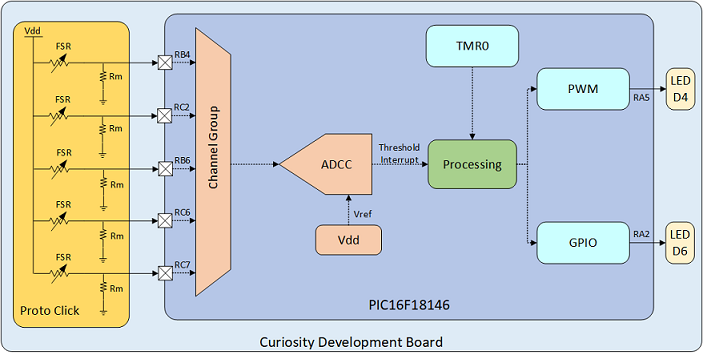 Vdd
FSR
Rm
FSR
Rm
FSR
Rm
FSR
Rm
FSR
Rm
Proto Click
RB4
RC2
RB6
RC6
RC7
Channel Group
ADCC
Vref
Vdd
Threshold
Interrupt
TMR0
Processing
PWM
GPIO
RA5
RA2
LED
D4
LED
D6
PIC16F18146
Curiosity Development Board